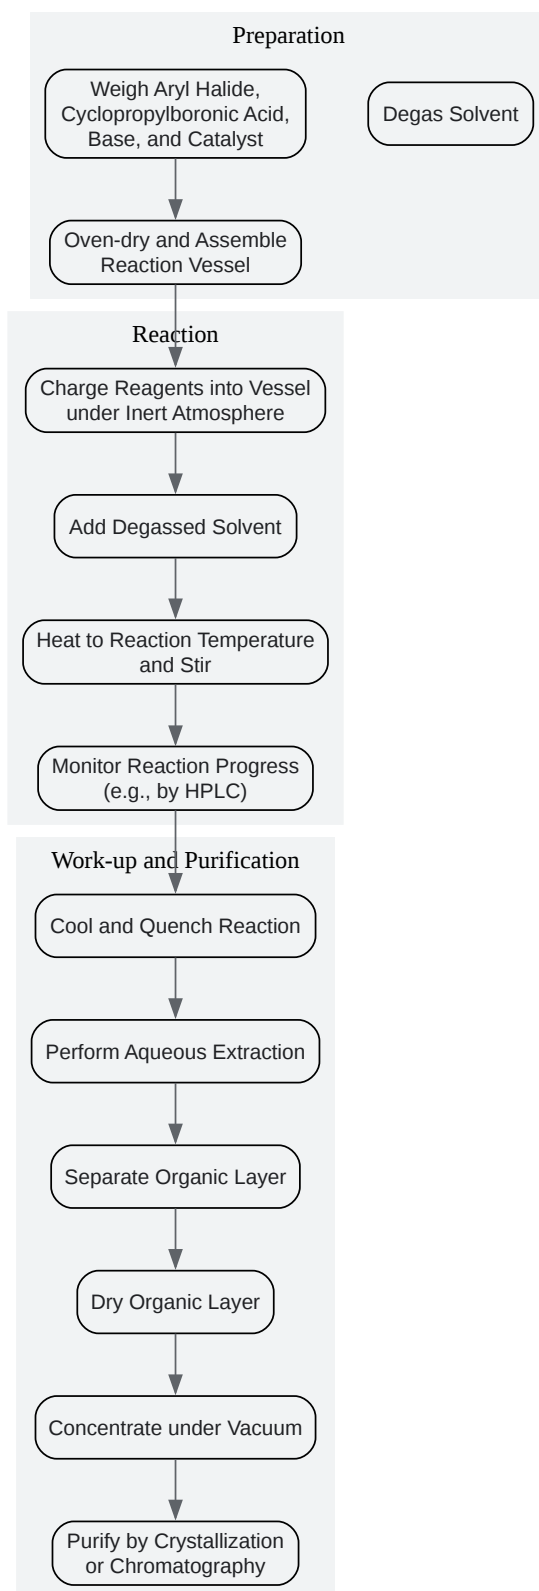 Preparation
Weigh Aryl Halide,
Cyclopropylboronic Acid,
Base, and Catalyst
Degas Solvent
Oven-dry and Assemble
Reaction Vessel
Reaction
Charge Reagents into Vessel
under Inert Atmosphere
Add Degassed Solvent
Heat to Reaction Temperature
and Stir
Monitor Reaction Progress
(e.g., by HPLC)
Work-up and Purification
Cool and Quench Reaction
Perform Aqueous Extraction
Separate Organic Layer
Dry Organic Layer
Concentrate under Vacuum
Purify by Crystallization
or Chromatography